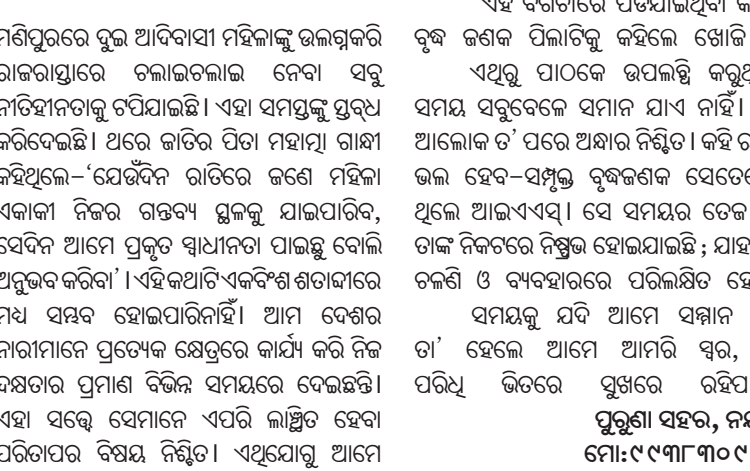 ମଣିପୁରରେ ଦୁଇ ଆଦିବାସୀ ମହିଳାଙ୍କୁ ଉଲଗ୍ନକରି
ରାଜରାସ୍ତାରେ ଚଲାଇଚଲାଇ ନେବା ସବୁ
ନୀତିହୀନତାକୁ ଟପିଯାଇଛି। ଏହା ସମସ୍ତଙ୍କୁ ସ୍ତବ୍ଧ
କରିଦେଇଛି। ଥରେ ଜାତିର ପିତା ମହାତ୍ମା ଗାନ୍ଧୀ
କହିଥିଲେ–‘ଯେଉଁଦିନ ରାତିରେ ଜଣେ ମହିଳା
ଏକାକୀ ନିଜର ଗନ୍ତବ୍ୟ ସ୍ଥଳକୁ ଯାଇପାରିବ,
ସେଦିନ ଆମେ ପ୍ରକୃତ ସ୍ୱାଧୀନତା ପାଇଛୁ ବୋଲି
ଅନୁଭବ କରିବା’ । ଏହି କଥାଟି ଏକବିଂଶ ଶତାବ୍ଦୀରେ
ମଧ୍ୟ ସମ୍ଭବ ହୋଇପାରିନାହିଁ। ଆମ ଦେଶର
ନାରୀମାନେ ପ୍ରତ୍ୟେକ କ୍ଷେତ୍ରରେ କାର୍ଯ୍ୟ କରି ନିଜ
ଦକ୍ଷତାର ପ୍ରମାଣ ବିଭିନ୍ନ ସମୟରେ ଦେଇଛନ୍ତି।
ଏହା ସତ୍ତ୍ୱେ ସେମାନେ ଏପରି ଲାଞ୍ଛିତ ହେବା
ପରିତାପର ବିଷୟ ନିଶ୍ଚିତ। ଏଥିଯୋଗୁ ଆମେ
ଏହି ବଗିଚାରେ
ବୃଦ୍ଧ ଜଣକ ପିଲାଟିକୁ କହିଲେ ଖୋଜି
ଏଥିରୁ ପାଠକେ ଉପଲବ୍ଧି
ସମୟ ସବୁବେଳେ ସମାନ ଯାଏ ନାହିଁ।
ଆଲୋକ ତ’ ପରେ ଅନ୍ଧାର ନିଶ୍ଚିତ। କହି
ଭଲ ହେବ–ସମ୍ପୃକ୍ତ ବୃଦ୍ଧଜଣକ
ଥିଲେ ଆଇଏଏସ୍। ସେ ସମୟର ତେଜ
ତାଙ୍କ ନିକଟରେ ନିଷ୍ପ୍ରଭ ହୋଇଯାଇଛି ;
ଚଳଣି ଓ ବ୍ୟବହାରରେ ପରିଲକ୍ଷିତ
ସମୟକୁ ଯଦି ଆମେ ସମ୍ମାନ
ତା’ ହେଲେ ଆମେ ଆମରି ସ୍ୱର,
ପରିଧି ଭିତରେ ସୁଖରେ
ପୁରୁଣା ସହର,
ମୋ:୯୯୩୮୩୦୯